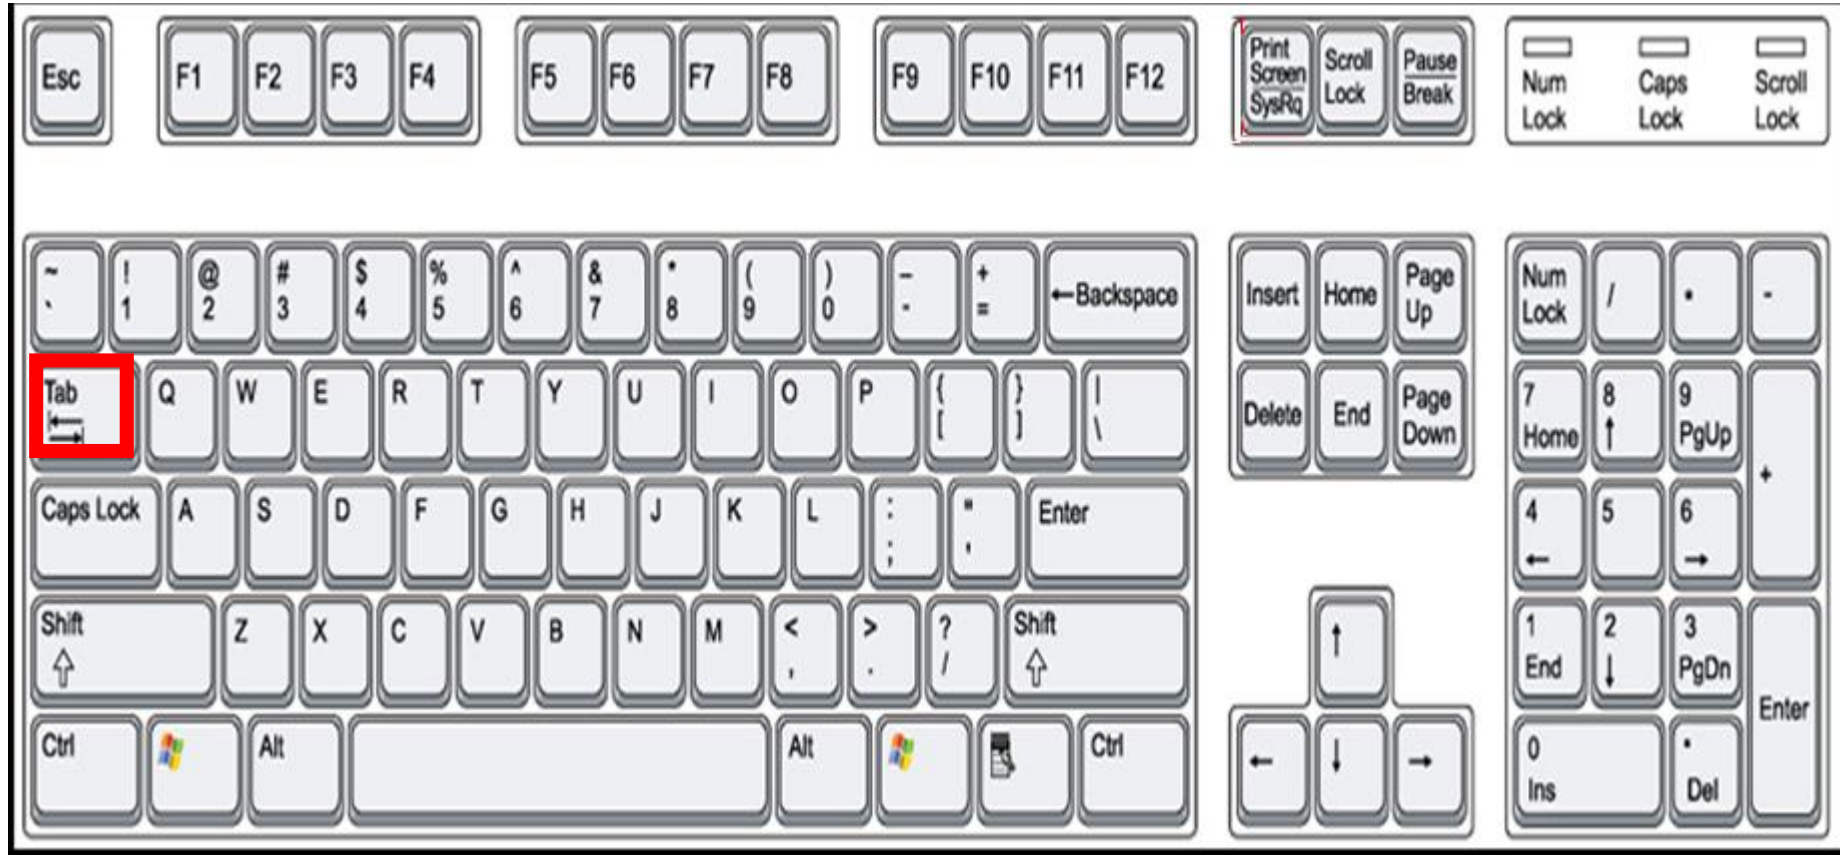 Esc F1 F2 F3 F4 F5 F6 F7 F8 F9 F10 F11 F12
Print
Screen
SysRq
Scroll
Lock
Pause
Break
Num
Lock
Caps
Lock
Scroll
Lock
~ ! @ # $ % ^ & * ( ) _ +
` 1 2 3 4 5 6 7 8 9 0 - = ←Backspace
Insert Home Page
Up
Num
Lock
/ * -
Tab Q W E R T Y U I O P { } |
[ ] \
Delete End Page
Down
7 8 9
Home ↑ PgUp
+
Caps Lock A S D F G H J K L : " Enter
; '
4 5 6
← →
Shift Z X C V B N M < > ? Shift
⇧ , . / ⇧
↑
1 2 3
End ↓ PgDn
Enter
Ctrl Alt Alt Ctrl
← ↓ →
0 .
Ins Del